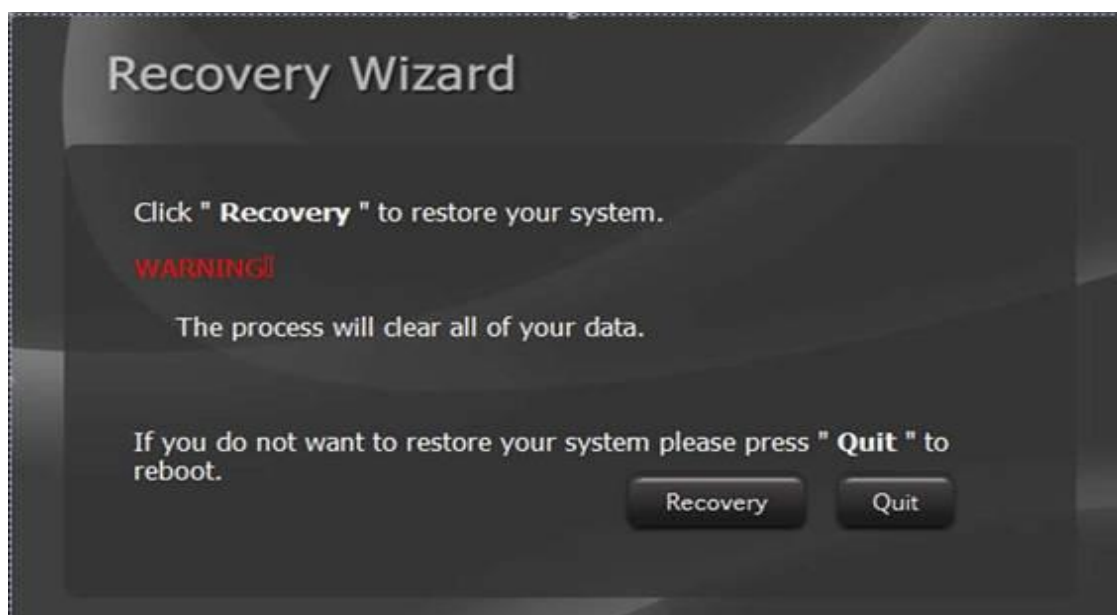 Recovery Wizard
Click " Recovery " to restore your system.
WARNING
The process will clear all of your data.
If you do not want to restore your system please press " Quit " to
reboot.
Recovery
Quit